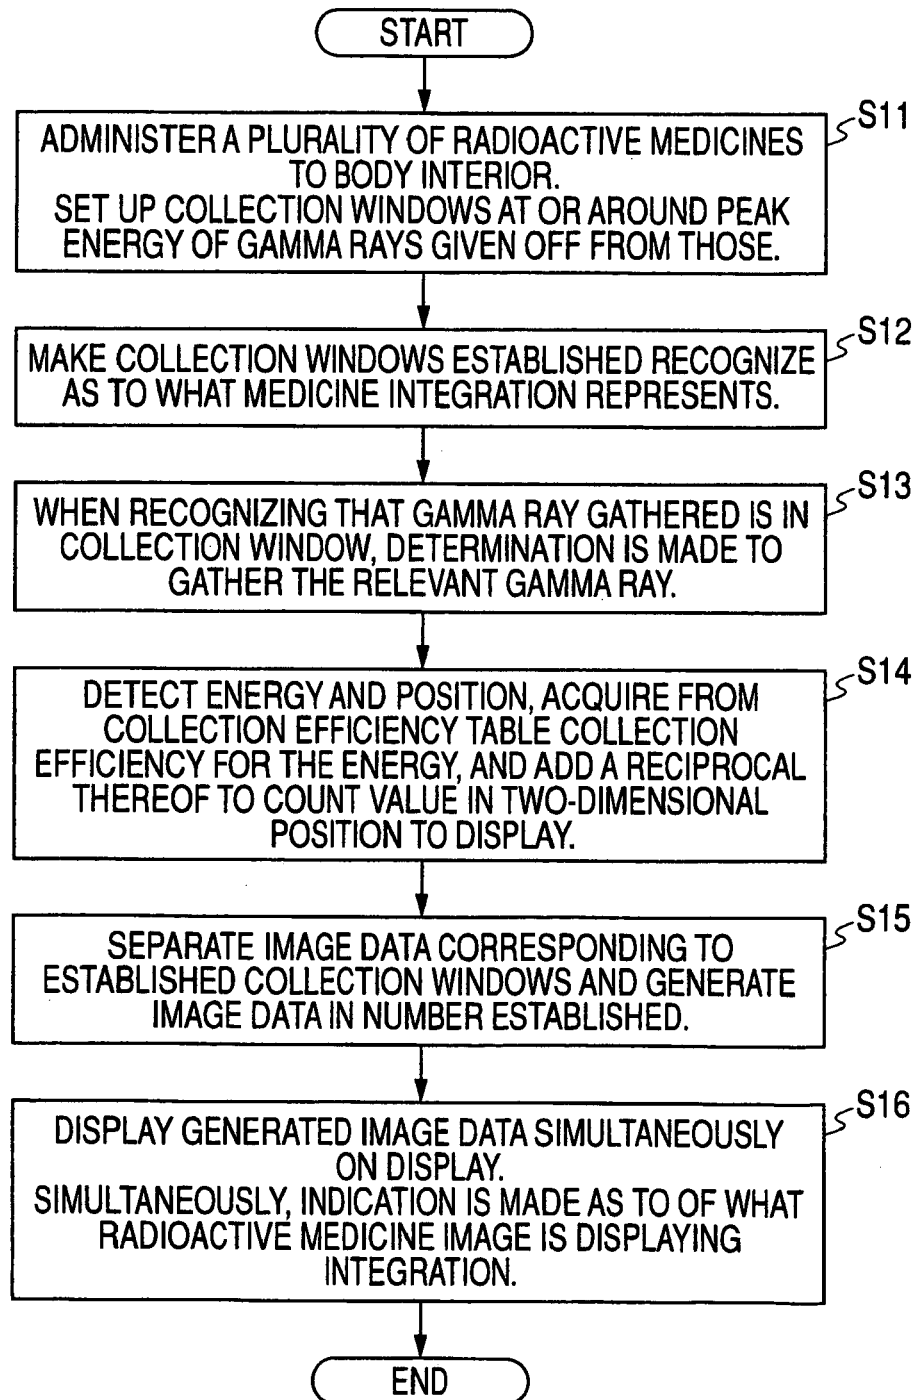 START
S11
ADMINISTER A PLURALITY OF RADIOACTIVE MEDICINES
TO BODY INTERIOR.
SET UP COLLECTION WINDOWS AT OR AROUND PEAK
ENERGY OF GAMMA RAYS GIVEN OFF FROM THOSE.
S12
MAKE COLLECTION WINDOWS ESTABLISHED RECOGNIZE
AS TO WHAT MEDICINE INTEGRATION REPRESENTS.
S13
WHEN RECOGNIZING THAT GAMMA RAY GATHERED IS IN
COLLECTION WINDOW, DETERMINATION IS MADE TO
GATHER THE RELEVANT GAMMA RAY.
S14
DETECT ENERGY AND POSITION, ACQUIRE FROM
COLLECTION EFFICIENCY TABLE COLLECTION
EFFICIENCY FOR THE ENERGY, AND ADD A RECIPROCAL
THEREOF TO COUNT VALUE IN TWO-DIMENSIONAL
POSITION TO DISPLAY.
S15
SEPARATE IMAGE DATA CORRESPONDING TO
ESTABLISHED COLLECTION WINDOWS AND GENERATE
IMAGE DATA IN NUMBER ESTABLISHED.
S16
DISPLAY GENERATED IMAGE DATA SIMULTANEOUSLY
ON DISPLAY.
SIMULTANEOUSLY, INDICATION IS MADE AS TO OF WHAT
RADIOACTIVE MEDICINE IMAGE IS DISPLAYING
INTEGRATION.
END